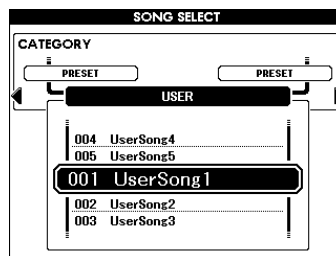 SONG SELECT
CATEGORY
PRESET PRESET
USER
004 UserSong4
005 UserSong5
001 UserSong1
002 UserSong2
003 UserSong3